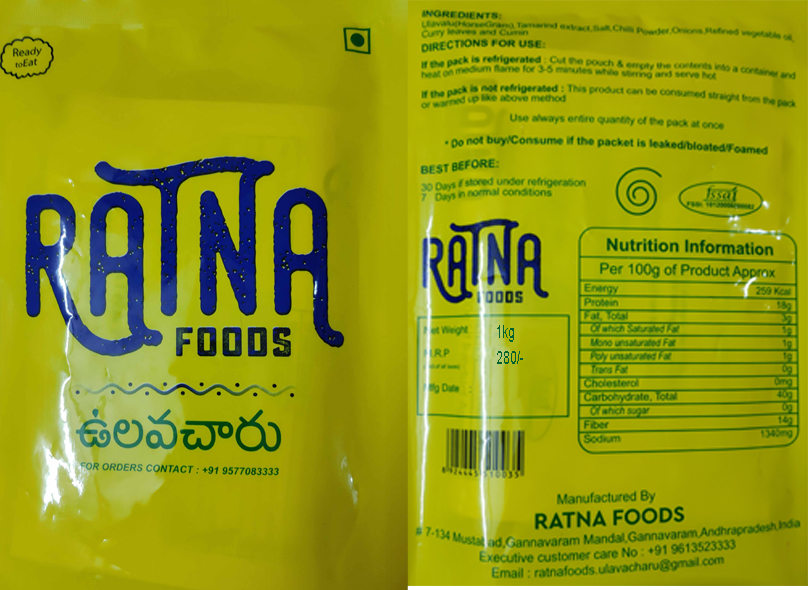 Ready
to Eat
RATNA
FOODS
ఉలవచారు
FOR ORDERS CONTACT : +91 9577083333
INGREDIENTS:
Ulavalu(HorseGram),Tamarind extract,Salt,Chilli Powder,Onions,Refined vegetable oil,
Curry leaves and Cumin
DIRECTIONS FOR USE:
If the pack is refrigerated : Cut the pouch & empty the contents into a container and
heat on medium flame for 3-5 minutes while stirring and serve hot
If the pack is not refrigerated : This product can be consumed straight from the pack
or warmed up like above method
Use always entire quantity of the pack at once
* Do not buy/Consume if the packet is leaked/bloated/Foamed
BEST BEFORE:
30 Days if stored under refrigeration
7 Days in normal conditions
fssai
RATNA
FOODS
Net Weight : 1kg
M.R.P 280/-
Mfg Date :
Nutrition Information
Per 100g of Product Approx
Energy 259 Kcal
Protein 18g
Fat, Total 3g
Of which Saturated Fat 1g
Mono unsaturated Fat 1g
Poly unsaturated Fat 1g
Trans Fat 0g
Cholesterol 0mg
Carbohydrate, Total 40g
Of which sugar 0g
Fiber 14g
Sodium 1340mg
Manufactured By
RATNA FOODS
# 7-134 Gannavaram Mandal,Gannavaram,Andhrapradesh,India
Executive customer care No : +91 9613523333
Email : ratnafoods.ulavacharu@gmail.com